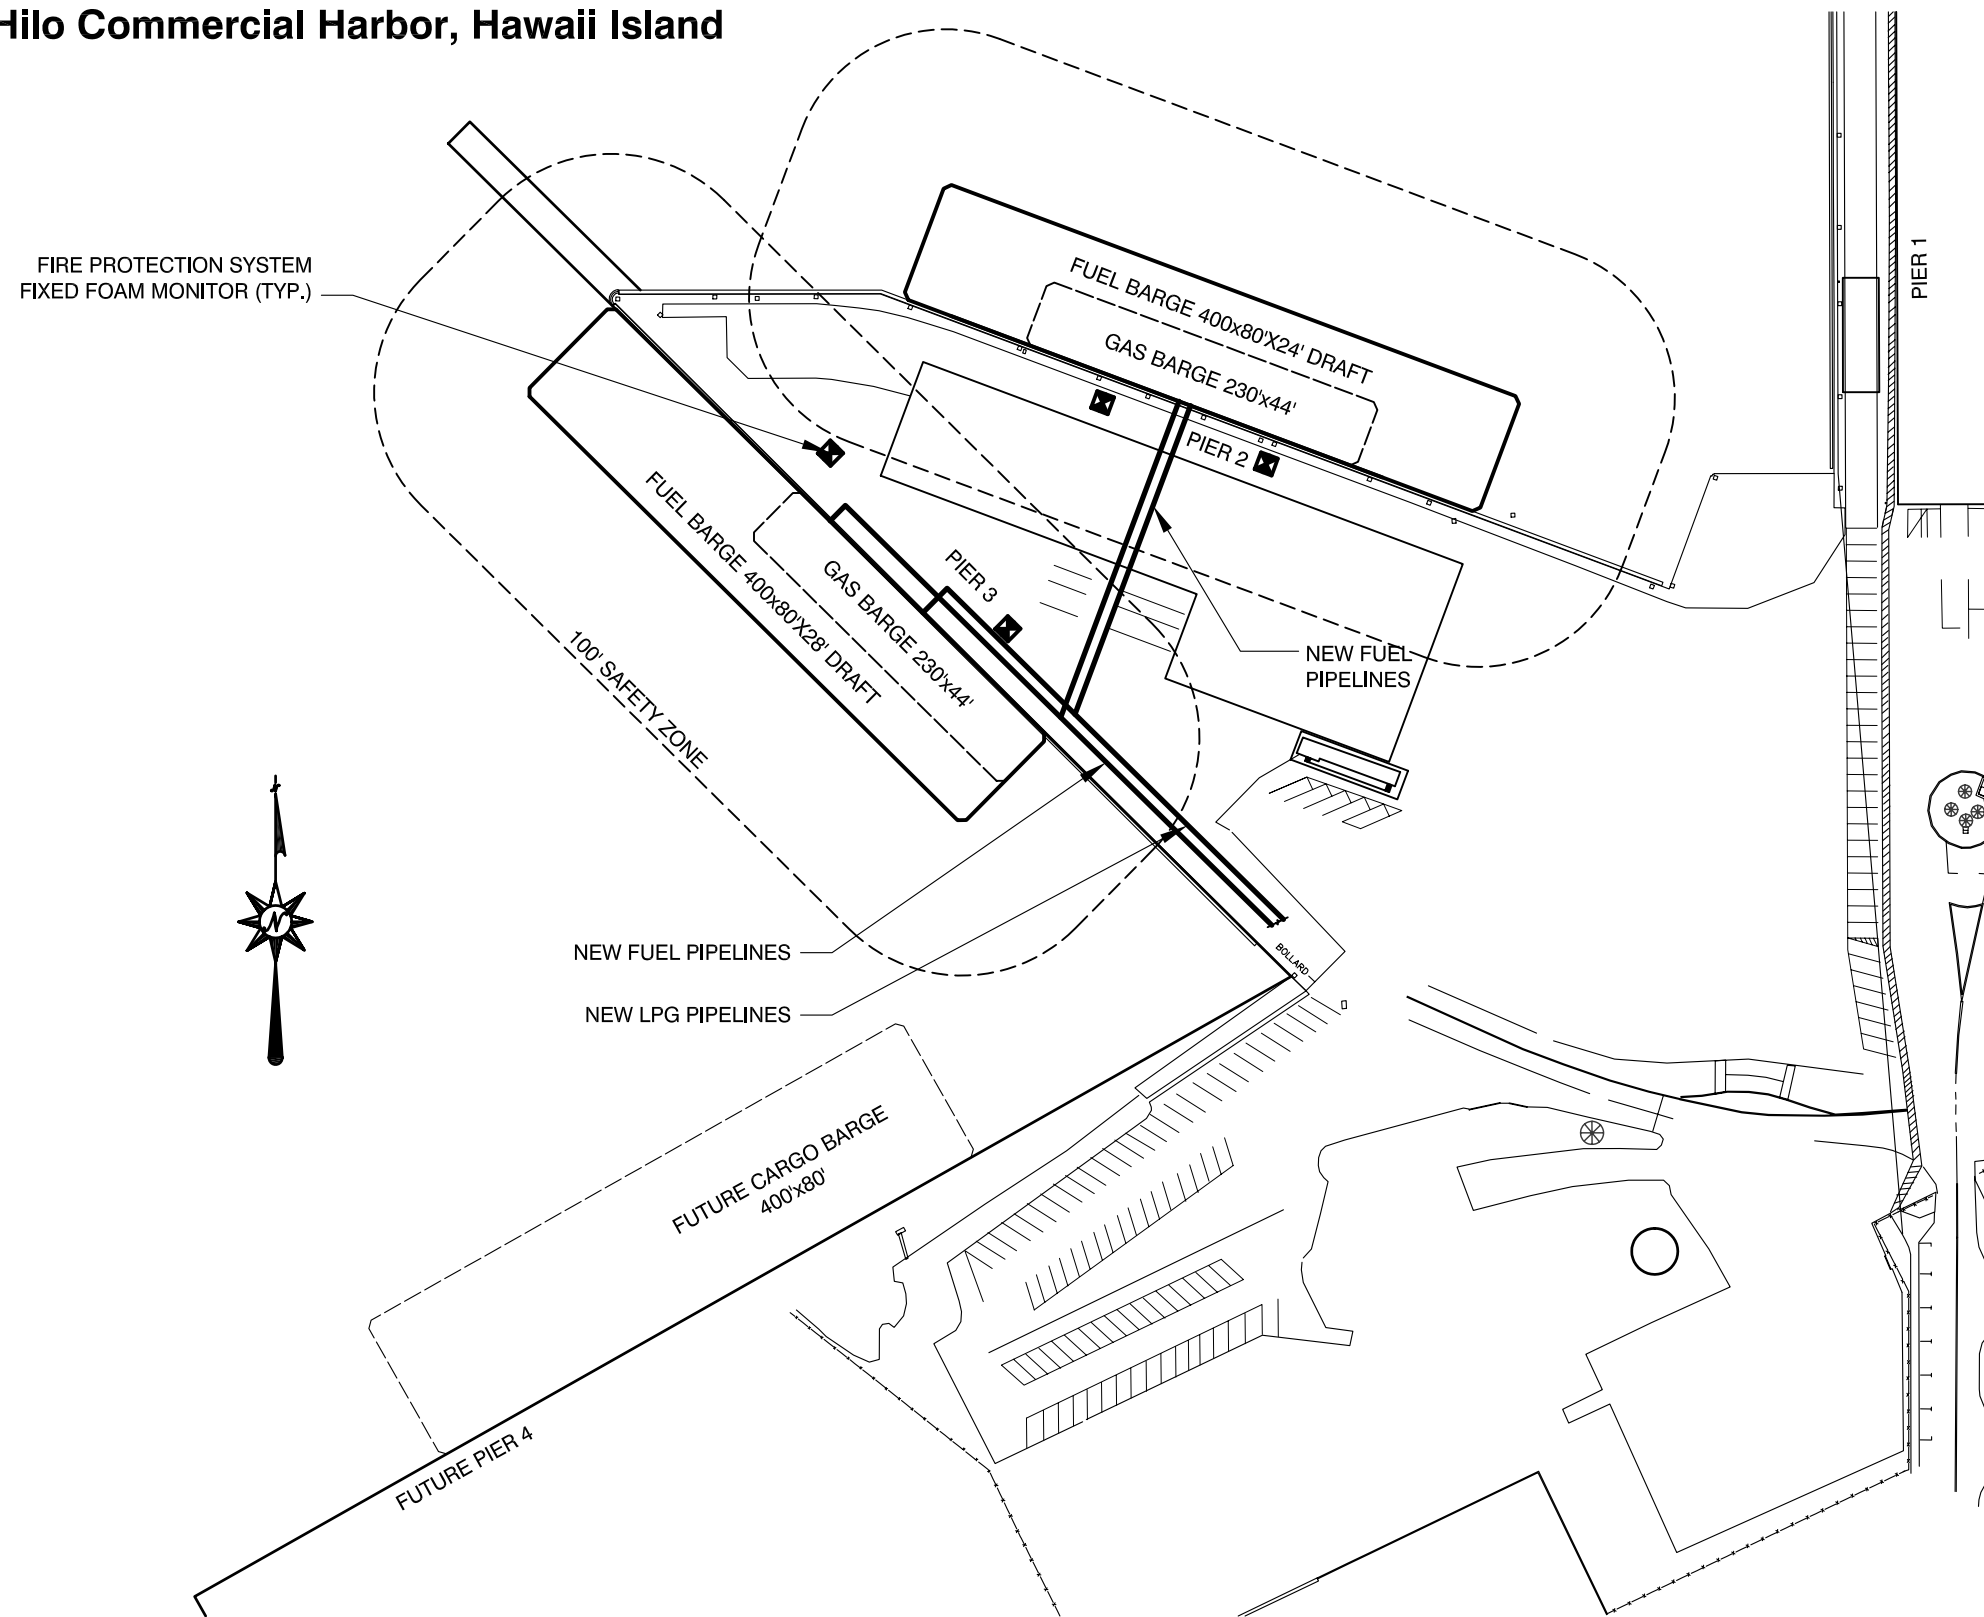 Hilo Commercial Harbor, Hawaii Island
FIRE PROTECTION SYSTEM
FIXED FOAM MONITOR (TYP.)
FUEL BARGE 400x80'X24' DRAFT
GAS BARGE 230'x44'
PIER 1
PIER 2
FUEL BARGE 400x80'X28' DRAFT
GAS BARGE 230'x44'
PIER 3
100' SAFETY ZONE
NEW FUEL
PIPELINES
NEW FUEL PIPELINES
NEW LPG PIPELINES
BOLLARD
N
FUTURE CARGO BARGE
400'x80'
FUTURE PIER 4